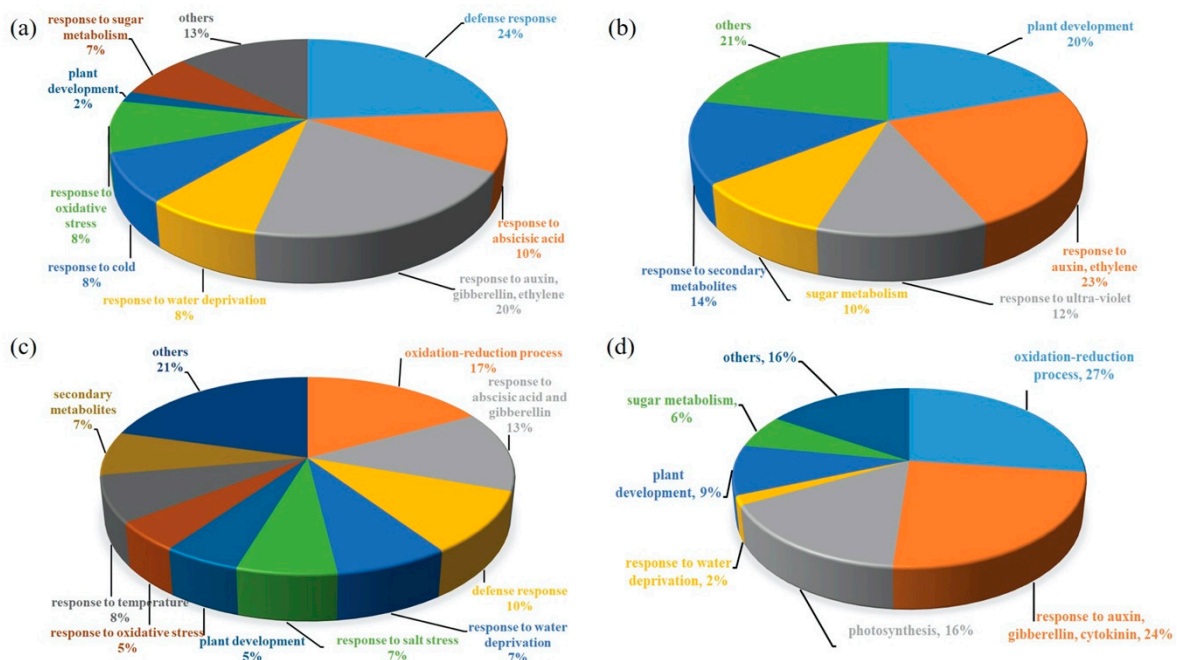 (a)
response to sugar
metabolism
7%
others
13%
defense response
24%
plant
development
2%
response to
oxidative
stress
8%
response to
absicisic acid
10%
response to cold
8%
response to water deprivation
8%
response to auxin,
gibberellin, ethylene
20%
(b)
others
21%
plant development
20%
response to secondary
metabolites
14%
sugar metabolism
10%
response to ultra-violet
12%
response to
auxin, ethylene
23%
(c)
others
21%
oxidation-reduction process
17%
response to
abscisic acid and
gibberellin
13%
secondary
metabolites
7%
defense response
10%
response to temperature
8%
response to oxidative stress
5%
plant development
5%
response to salt stress
7%
response to water
deprivation
7%
(d)
others, 16%
oxidation-reduction
process, 27%
sugar metabolism,
6%
plant
development, 9%
response to water
deprivation, 2%
photosynthesis, 16%
response to auxin,
gibberellin, cytokinin, 24%